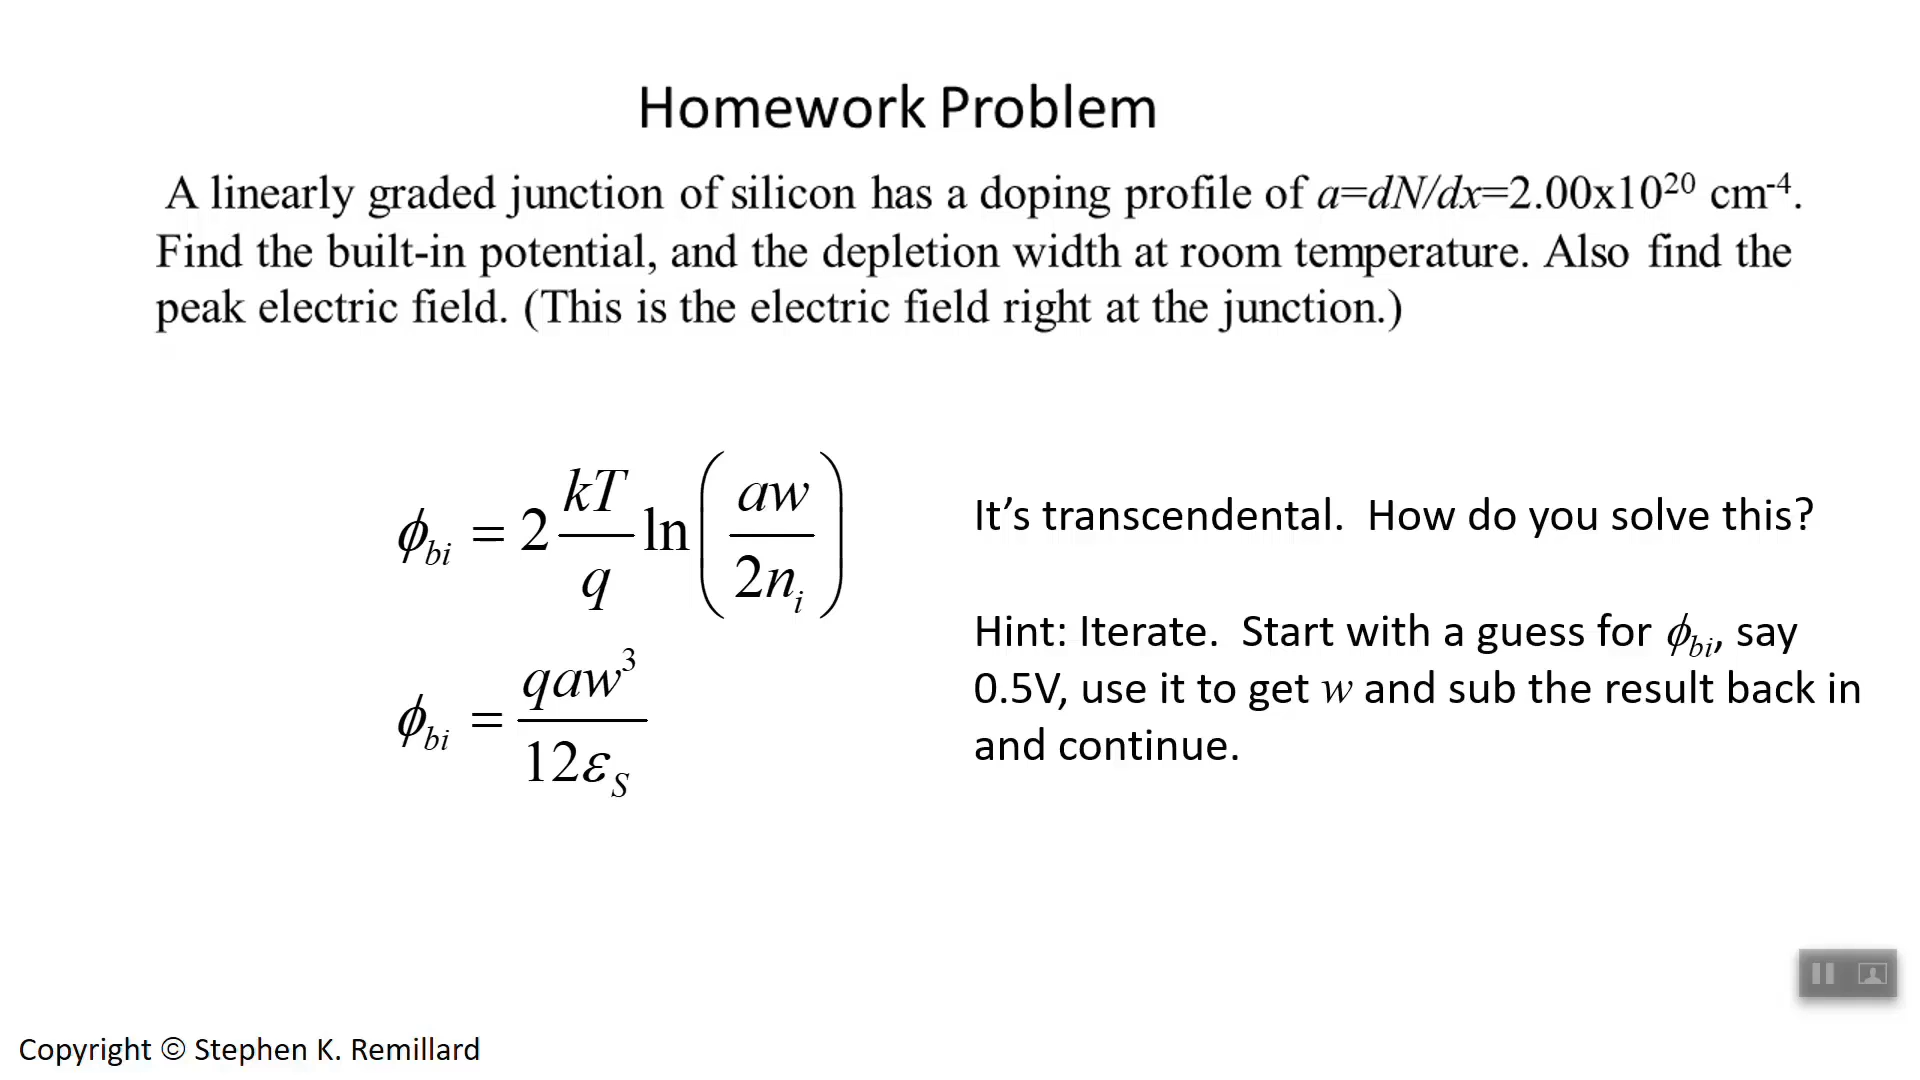 Homework Problem
A linearly graded junction of silicon has a doping profile of a=dN/dx=2.00x10²⁰ cm⁻⁴.
Find the built-in potential, and the depletion width at room temperature. Also find the
peak electric field. (This is the electric field right at the junction.)
ϕ_bi = 2 kT/q ln(aw/2n_i)
ϕ_bi = qaw³/12ε_S
It’s transcendental. How do you solve this?
Hint: Iterate. Start with a guess for ϕ_bi, say
0.5V, use it to get w and sub the result back in
and continue.
Copyright © Stephen K. Remillard